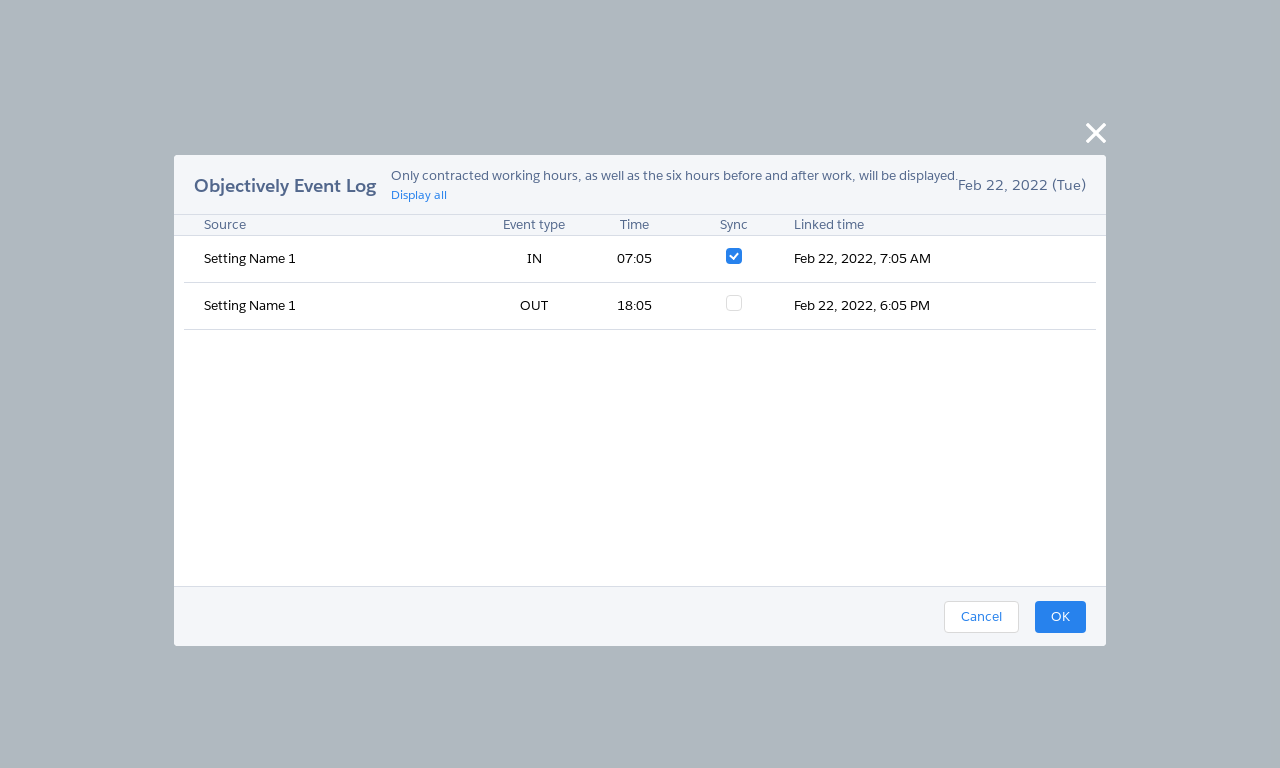 Objectively Event Log
Only contracted working hours, as well as the six hours before and after work, will be displayed.
Display all
Feb 22, 2022 (Tue)
Source Event type Time Sync Linked time
Setting Name 1 IN 07:05 Feb 22, 2022, 7:05 AM
Setting Name 1 OUT 18:05 Feb 22, 2022, 6:05 PM
Cancel OK